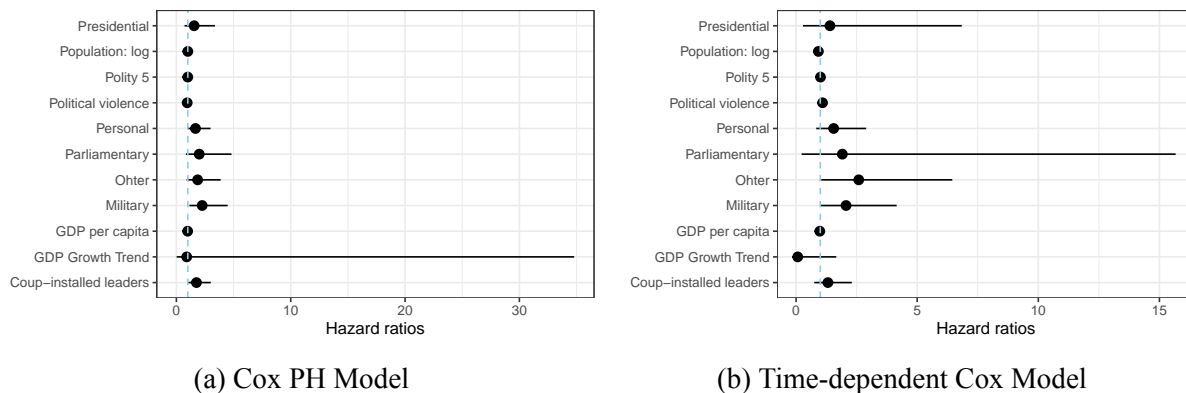 Presidential
Population: log
Polity 5
Political violence
Personal
Parliamentary
Ohter
Military
GDP per capita
GDP Growth Trend
Coup-installed leaders
0 10 20 30
Hazard ratios
(a) Cox PH Model
Presidential
Population: log
Polity 5
Political violence
Personal
Parliamentary
Ohter
Military
GDP per capita
GDP Growth Trend
Coup-installed leaders
0 5 10 15
Hazard ratios
(b) Time-dependent Cox Model